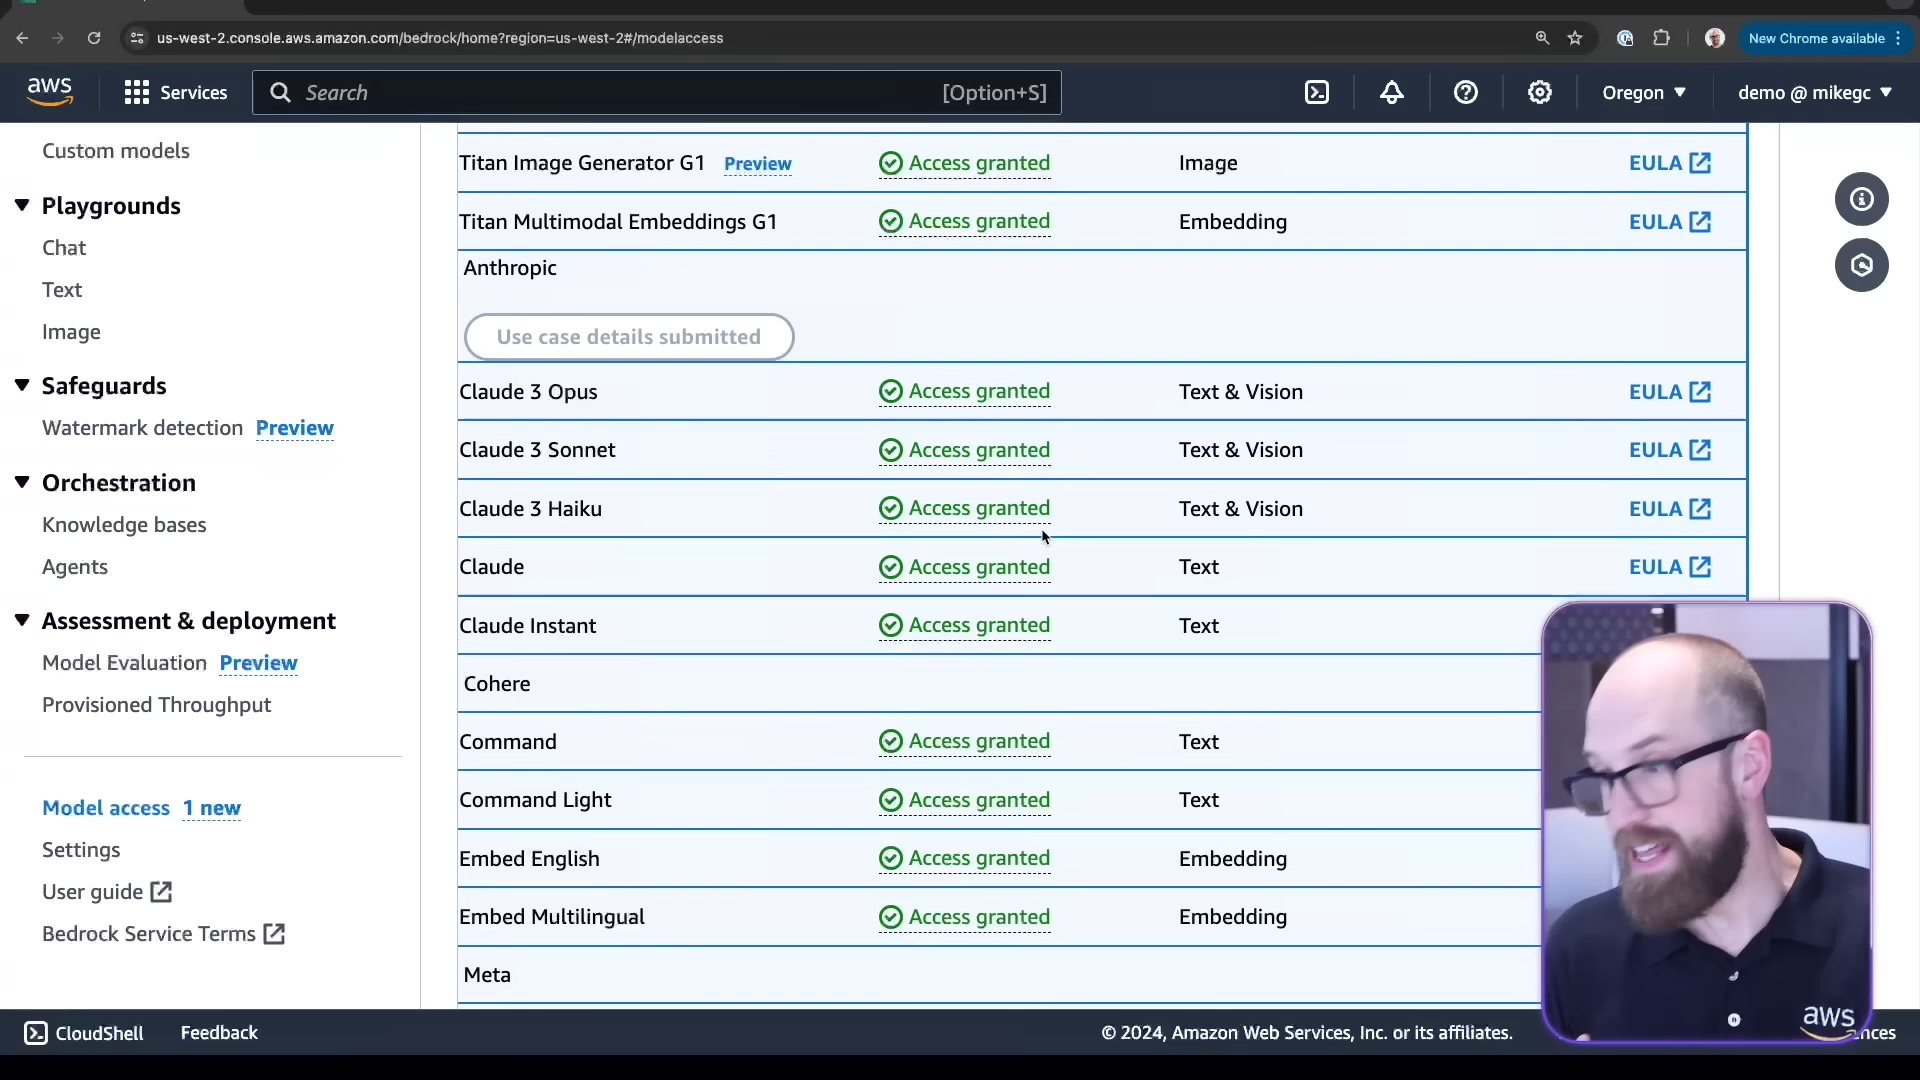 us-west-2.console.aws.amazon.com/bedrock/home?region=us-west-2#/modelaccess
New Chrome available
aws
Services
Search
[Option+S]
Oregon
demo @ mikegc
Custom models
Playgrounds
Chat
Text
Image
Safeguards
Watermark detection Preview
Orchestration
Knowledge bases
Agents
Assessment & deployment
Model Evaluation Preview
Provisioned Throughput
Model access 1 new
Settings
User guide
Bedrock Service Terms
Titan Image Generator G1 Preview Access granted Image EULA
Titan Multimodal Embeddings G1 Access granted Embedding EULA
Anthropic
Use case details submitted
Claude 3 Opus Access granted Text & Vision EULA
Claude 3 Sonnet Access granted Text & Vision EULA
Claude 3 Haiku Access granted Text & Vision EULA
Claude Access granted Text EULA
Claude Instant Access granted Text
Cohere
Command Access granted Text
Command Light Access granted Text
Embed English Access granted Embedding
Embed Multilingual Access granted Embedding
Meta
aws
CloudShell
Feedback
© 2024, Amazon Web Services, Inc. or its affiliates.